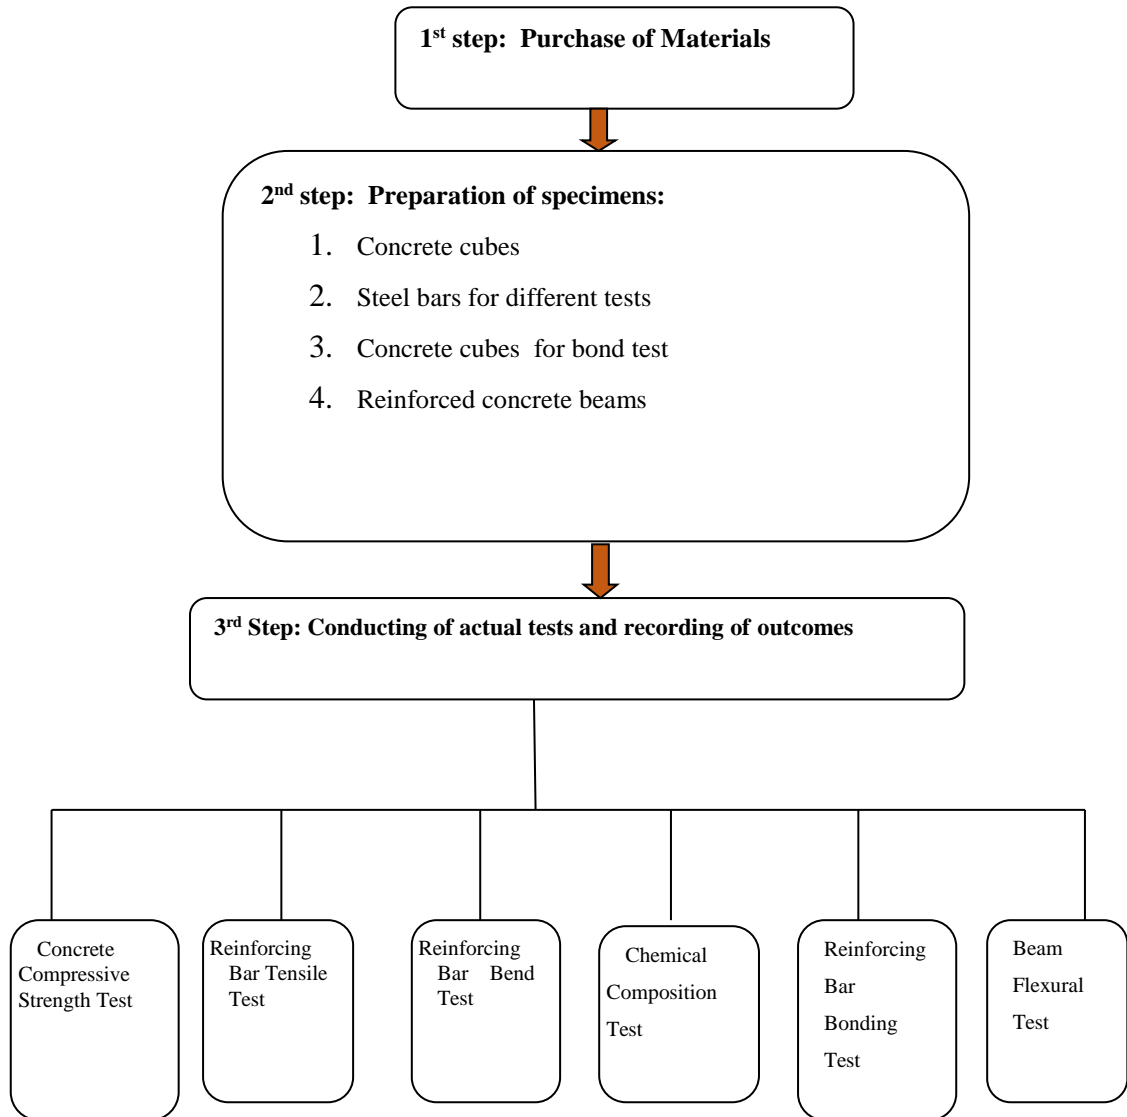 1st step: Purchase of Materials
2nd step: Preparation of specimens:
1. Concrete cubes
2. Steel bars for different tests
3. Concrete cubes for bond test
4. Reinforced concrete beams
3rd Step: Conducting of actual tests and recording of outcomes
Concrete
Compressive
Strength Test
Reinforcing
Bar Tensile
Test
Reinforcing
Bar Bend
Test
Chemical
Composition
Test
Reinforcing
Bar
Bonding
Test
Beam
Flexural
Test